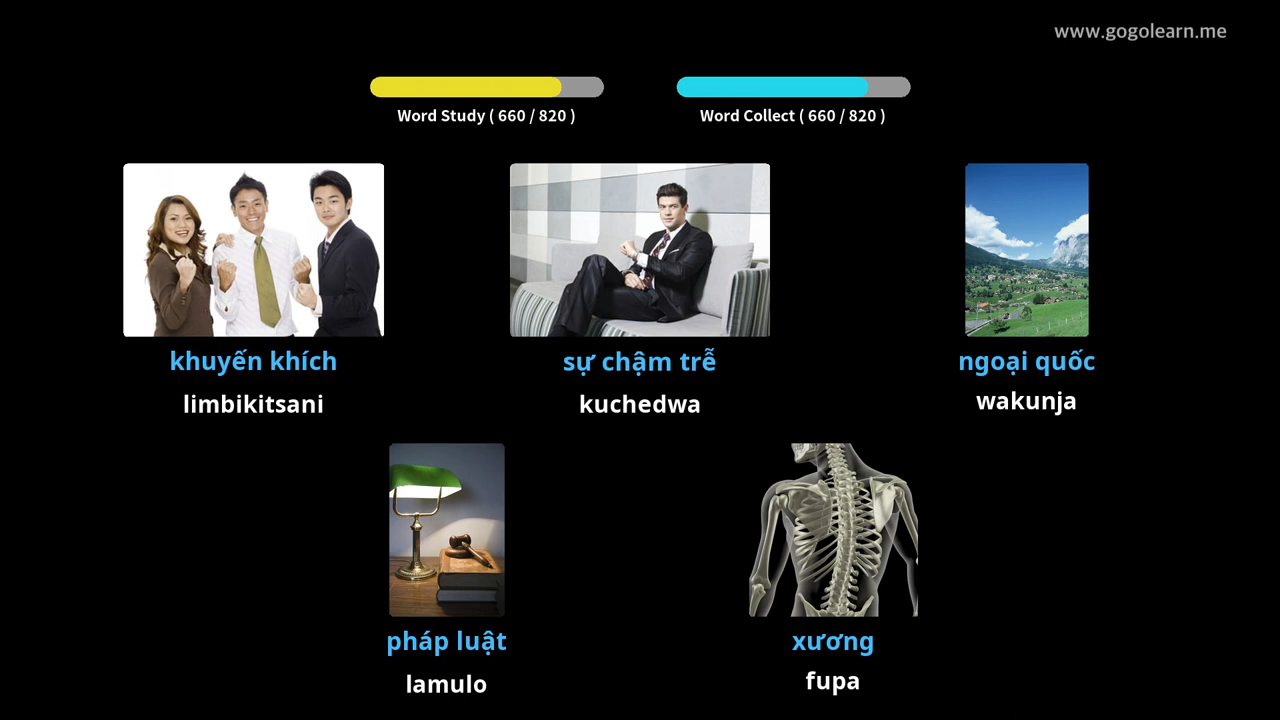 www.gogolearn.me
Word Study ( 660 / 820 )
Word Collect ( 660 / 820 )
khuyến khích
limbikitsani
sự chậm trễ
kuchedwa
ngoại quốc
wakunja
pháp luật
lamulo
xương
fupa